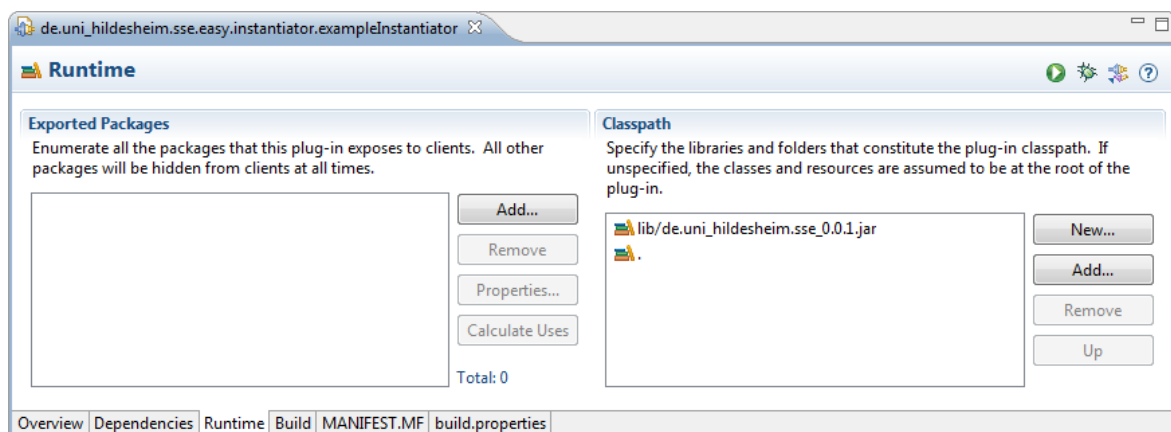 de.uni_hildesheim.sse.easy.instantiator.exampleInstantiator
Runtime
Exported Packages
Enumerate all the packages that this plug-in exposes to clients. All other
packages will be hidden from clients at all times.
Add...
Remove
Properties...
Calculate Uses
Total: 0
Classpath
Specify the libraries and folders that constitute the plug-in classpath. If
unspecified, the classes and resources are assumed to be at the root of the
plug-in.
lib/de.uni_hildesheim.sse_0.0.1.jar
.
New...
Add...
Remove
Up
Overview Dependencies Runtime Build MANIFEST.MF build.properties